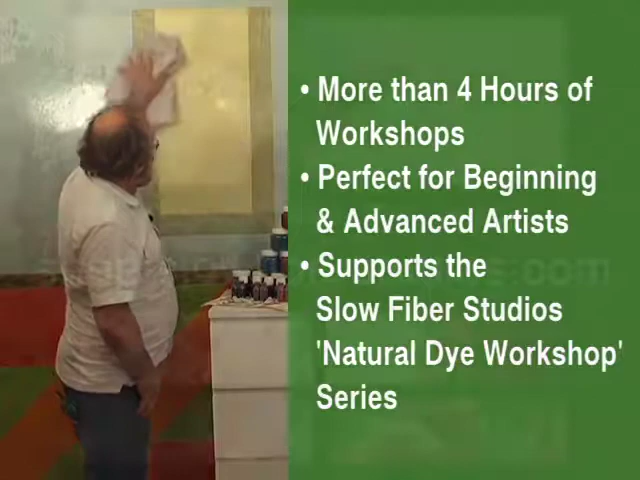 • More than 4 Hours of
Workshops
• Perfect for Beginning
& Advanced Artists
• Supports the
Slow Fiber Studios
'Natural Dye Workshop'
Series